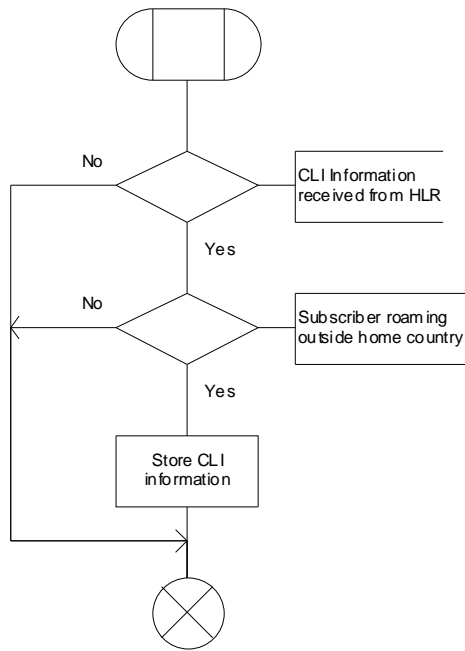 No
CLI Information
received from HLR
Yes
No
Subscriber roaming
outside home country
Yes
Store CLI
information